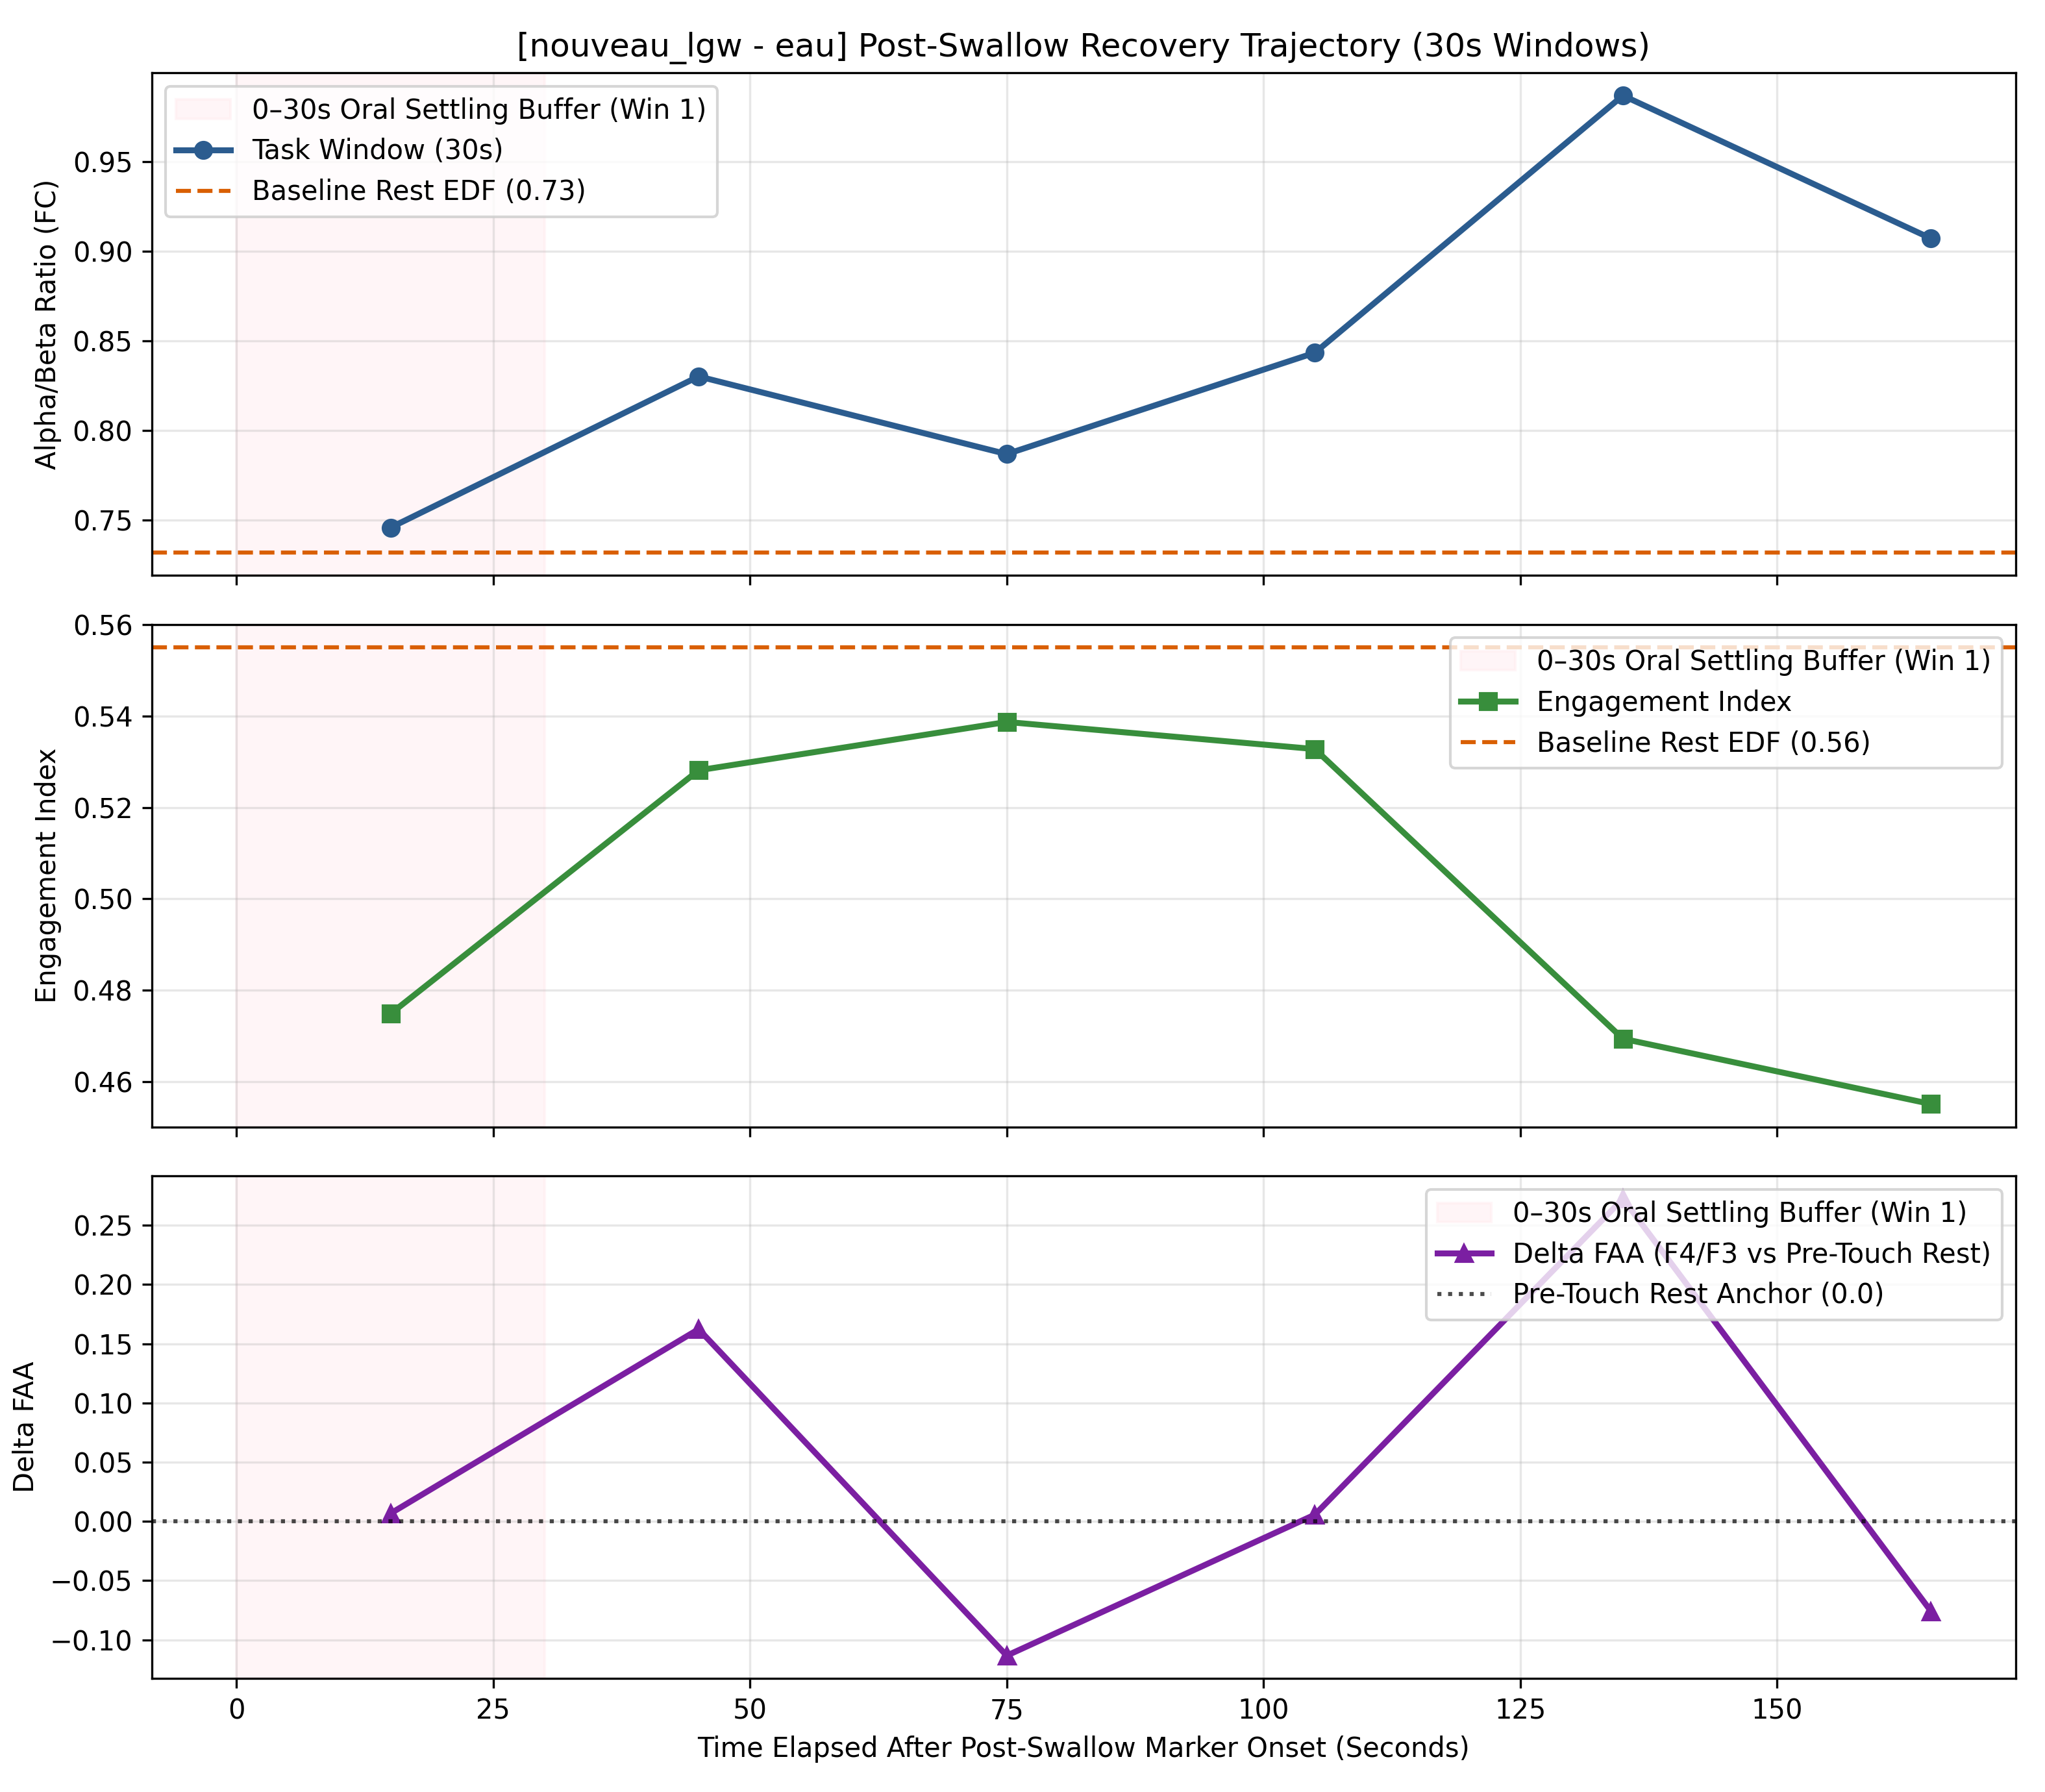 [nouveau_lgw - eau] Post-Swallow Recovery Trajectory (30s Windows)
0–30s Oral Settling Buffer (Win 1)
Task Window (30s)
Baseline Rest EDF (0.73)
Alpha/Beta Ratio (FC)
0.95
0.90
0.85
0.80
0.75
0–30s Oral Settling Buffer (Win 1)
Engagement Index
Baseline Rest EDF (0.56)
Engagement Index
0.56
0.54
0.52
0.50
0.48
0.46
0–30s Oral Settling Buffer (Win 1)
Delta FAA (F4/F3 vs Pre-Touch Rest)
Pre-Touch Rest Anchor (0.0)
Delta FAA
0.25
0.20
0.15
0.10
0.05
0.00
−0.05
−0.10
0 25 50 75 100 125 150
Time Elapsed After Post-Swallow Marker Onset (Seconds)